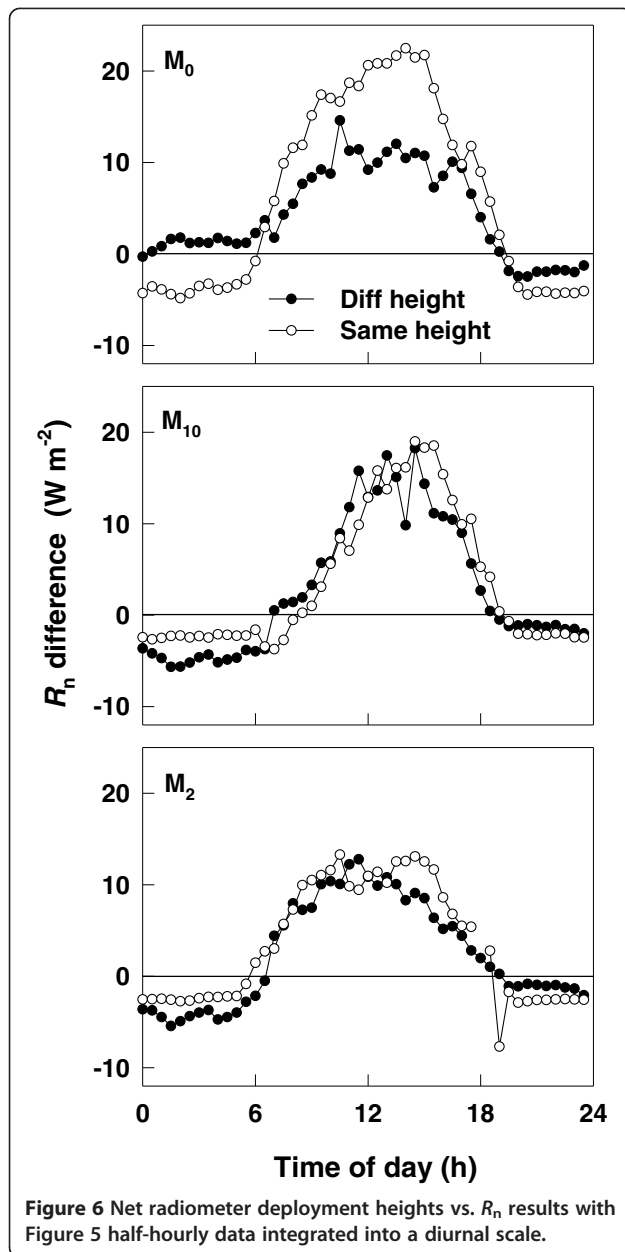 M₀
20
10
0
-10
Diff height
Same height
M₁₀
20
10
0
-10
Rₙ difference (W m⁻²)
M₂
20
10
0
-10
0 6 12 18 24
Time of day (h)
Figure 6 Net radiometer deployment heights vs. Rₙ results with
Figure 5 half-hourly data integrated into a diurnal scale.